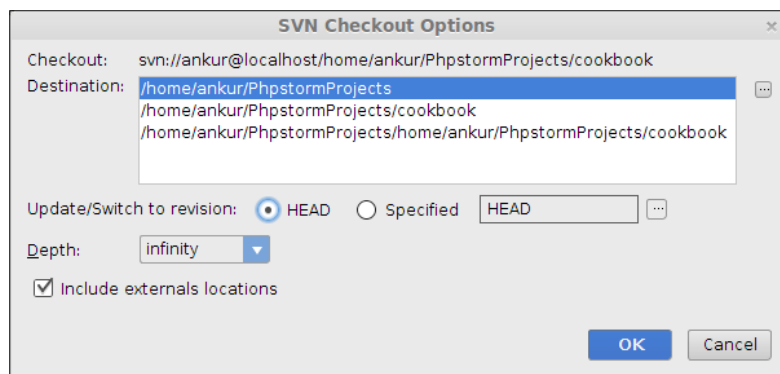 SVN Checkout Options
Checkout: svn://ankur@localhost/home/ankur/PhpstormProjects/cookbook
Destination: /home/ankur/PhpstormProjects
/home/ankur/PhpstormProjects/cookbook
/home/ankur/PhpstormProjects/home/ankur/PhpstormProjects/cookbook
Update/Switch to revision: HEAD Specified HEAD
Depth: infinity
Include externals locations
OK Cancel